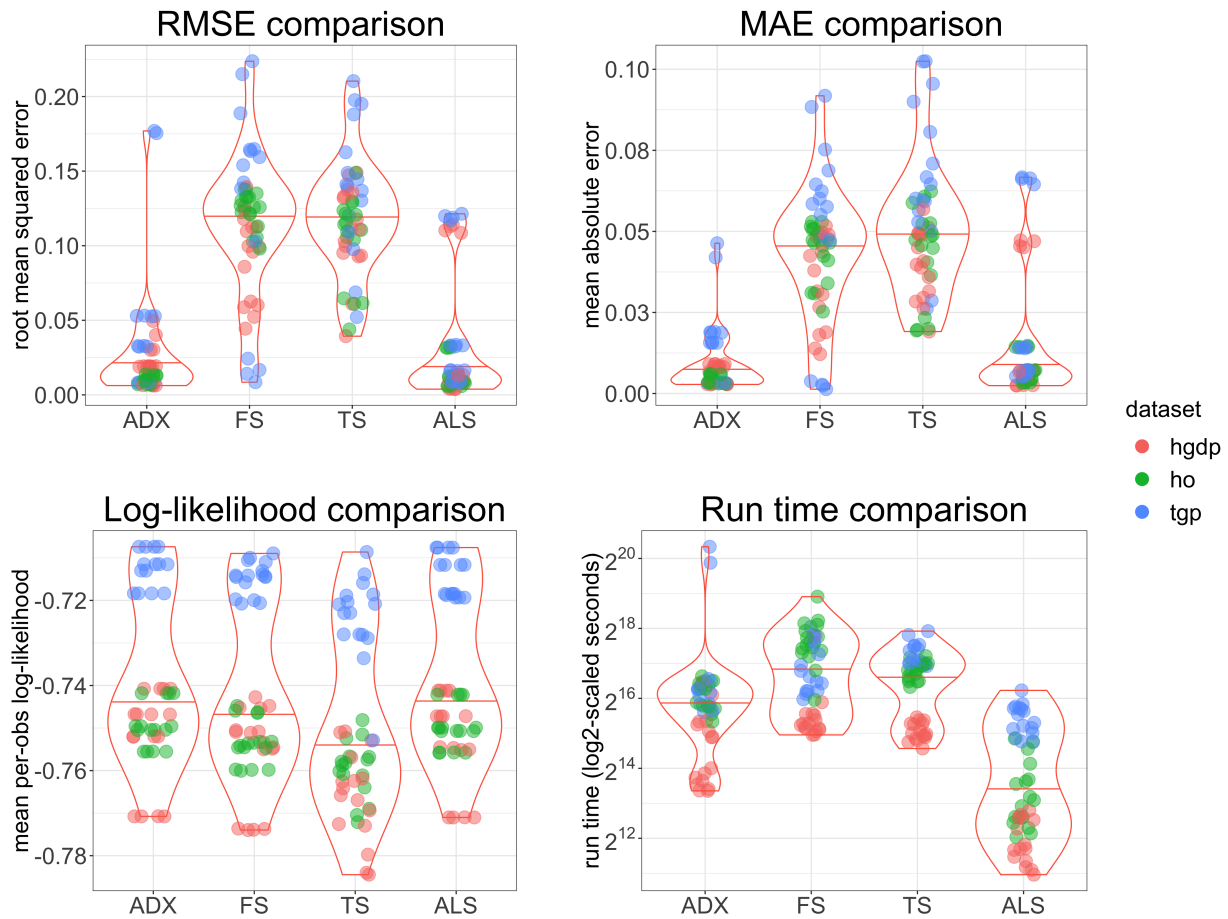 RMSE comparison
root mean squared error
0.20
0.15
0.10
0.05
0.00
ADX FS TS ALS
MAE comparison
mean absolute error
0.10
0.08
0.05
0.03
0.00
ADX FS TS ALS
dataset
hgdp
ho
tgp
Log-likelihood comparison
mean per-obs log-likelihood
-0.72
-0.74
-0.76
-0.78
ADX FS TS ALS
Run time comparison
run time (log2-scaled seconds)
2^20
2^18
2^16
2^14
2^12
ADX FS TS ALS